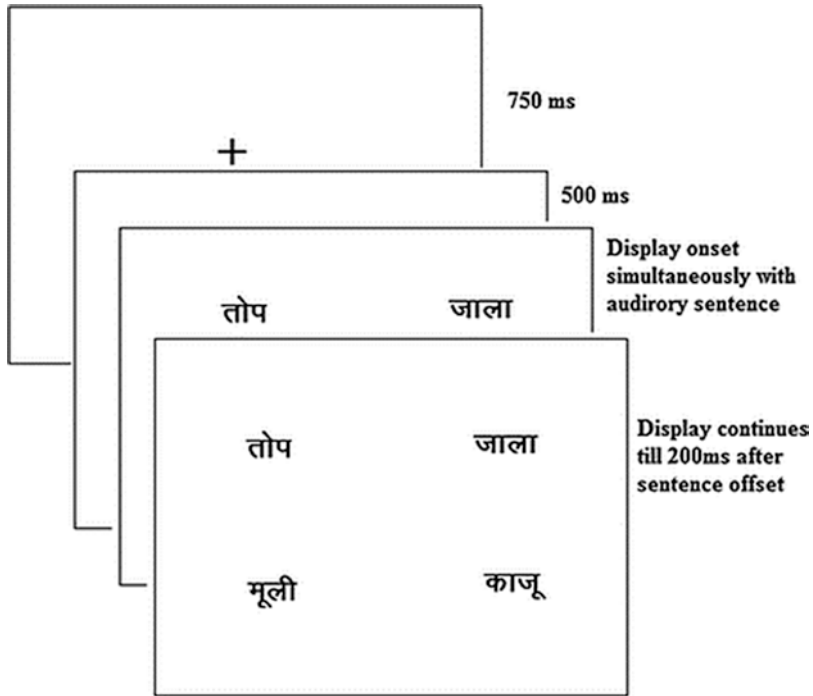 750 ms
+
500 ms
Display onset
simultaneously with
audirory sentence
तोप जाला
Display continues
till 200ms after
sentence offset
तोप जाला
मूली काजू